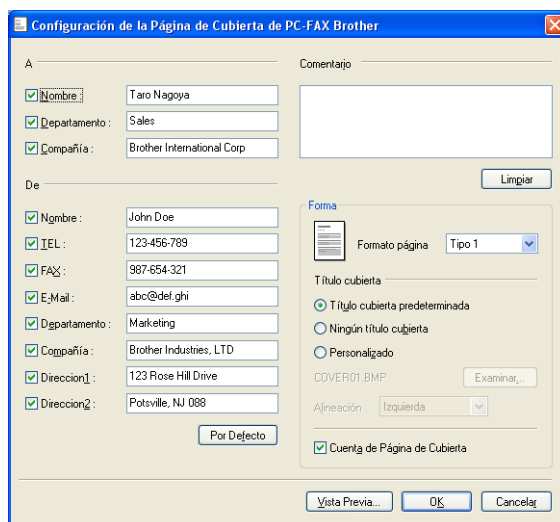 Configuración de la Página de Cubierta de PC-FAX Brother
A
Nombre :
Taro Nagoya
Departamento :
Sales
Compañía :
Brother International Corp
De
Nombre :
John Doe
TEL :
123-456-789
FAX :
987-654-321
E-Mail :
abc@def.ghi
Departamento :
Marketing
Compañía :
Brother Industries, LTD
Direccion1 :
123 Rose Hill Drive
Direccion2 :
Potsville, NJ 088
Por Defecto
Comentario
Limpiar
Forma
Formato página
Tipo 1
Título cubierta
Título cubierta predeterminada
Ningún título cubierta
Personalizado
COVER01.BMP
Examinar...
Alineación
Izquierda
Cuenta de Página de Cubierta
Vista Previa...
OK
Cancelar